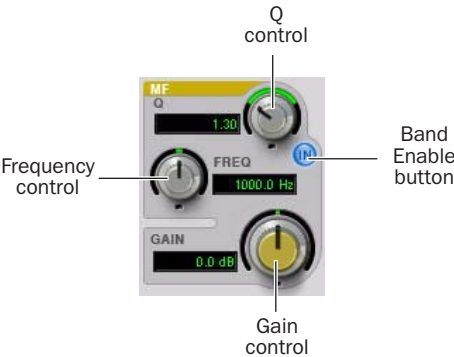 Q
control
MF
Q
1.30
IN
Band
Enable
button
Frequency
control
FREQ
1000.0 Hz
GAIN
0.0 dB
Gain
control